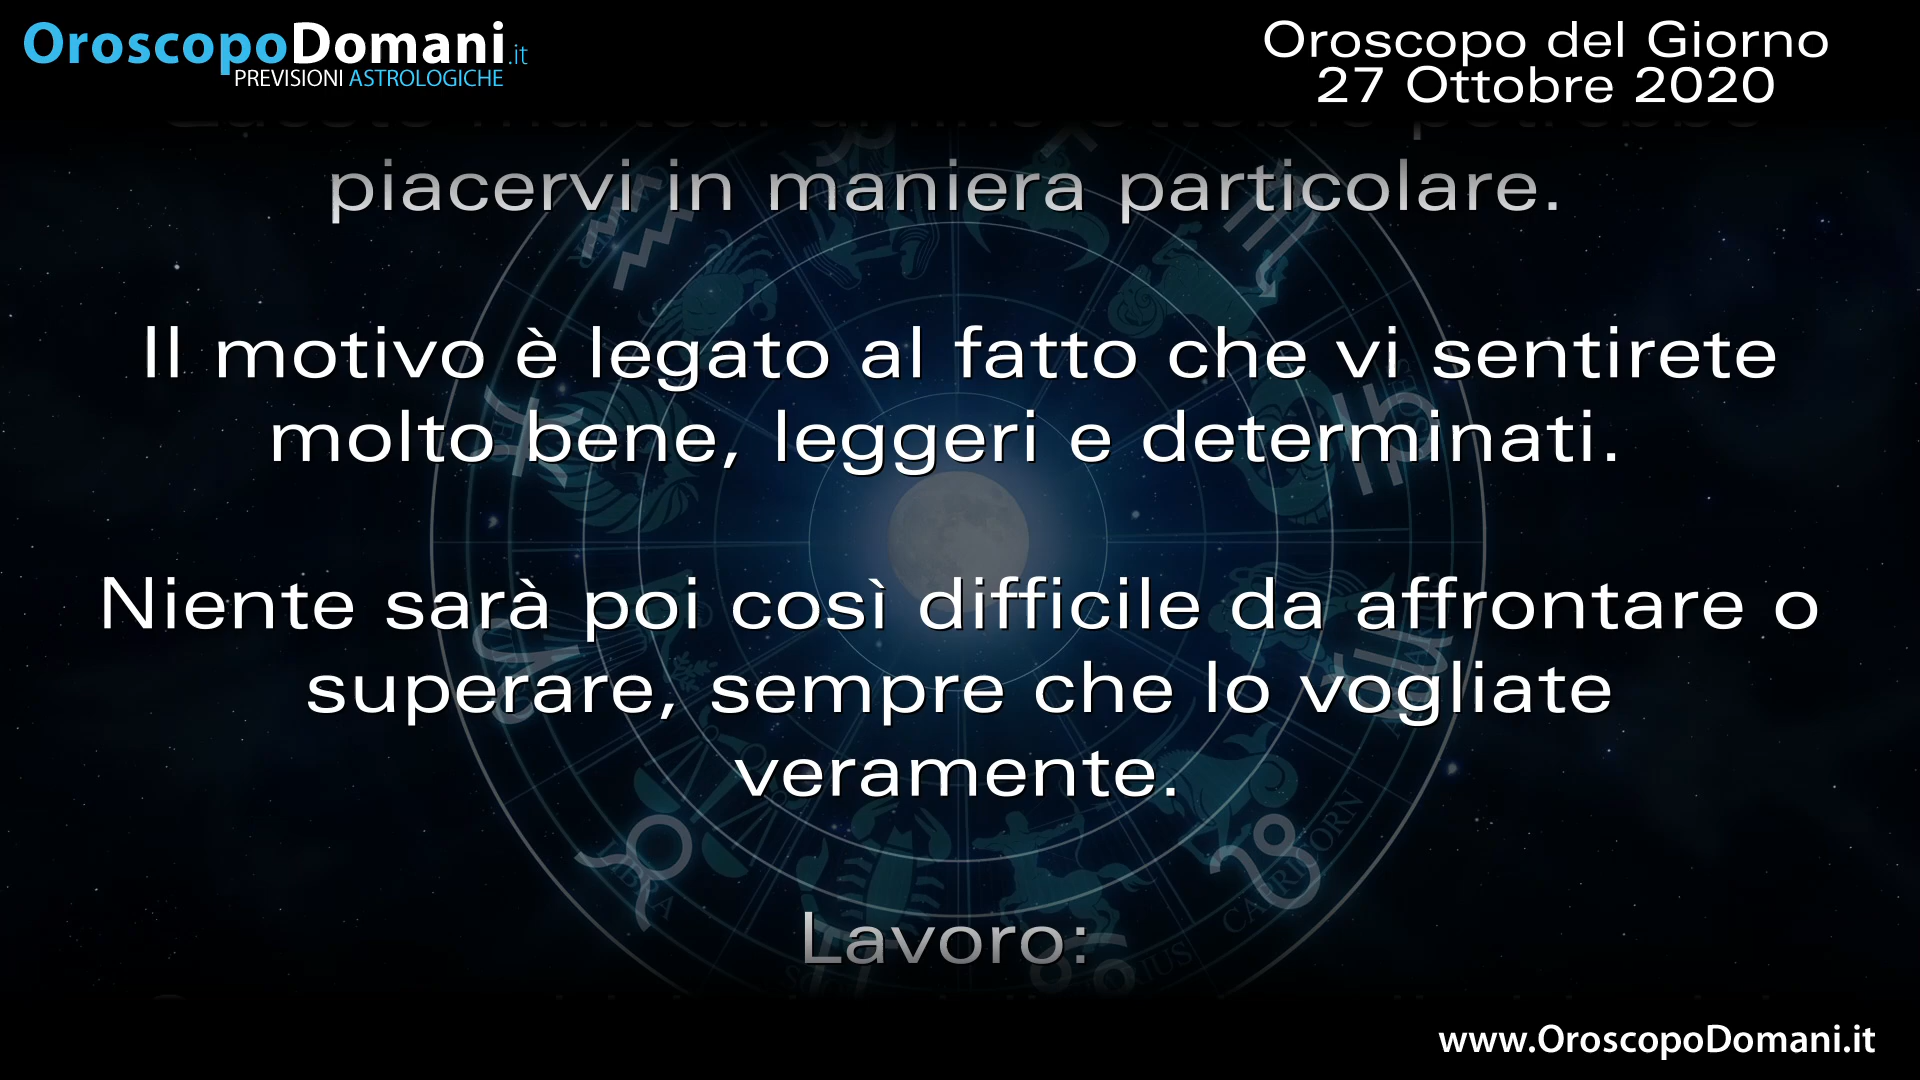 OroscopoDomani.it
PREVISIONI ASTROLOGICHE
Oroscopo del Giorno
27 Ottobre 2020
piacervi in maniera particolare.
Il motivo è legato al fatto che vi sentirete
molto bene, leggeri e determinati.
Niente sarà poi così difficile da affrontare o
superare, sempre che lo vogliate
veramente.
LIBRA
CAPRICORN
Lavoro:
www.OroscopoDomani.it